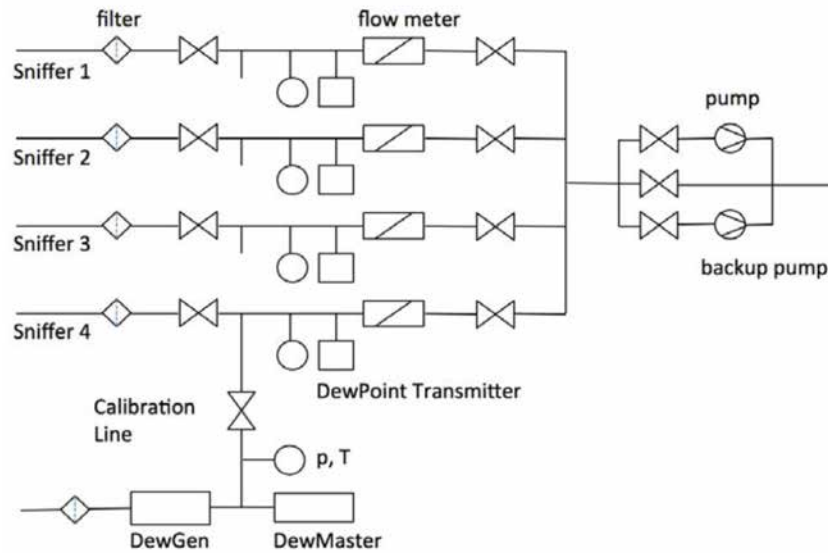 filter
flow meter
Sniffer 1
pump
Sniffer 2
Sniffer 3
backup pump
Sniffer 4
DewPoint Transmitter
Calibration
Line
p, T
DewGen
DewMaster